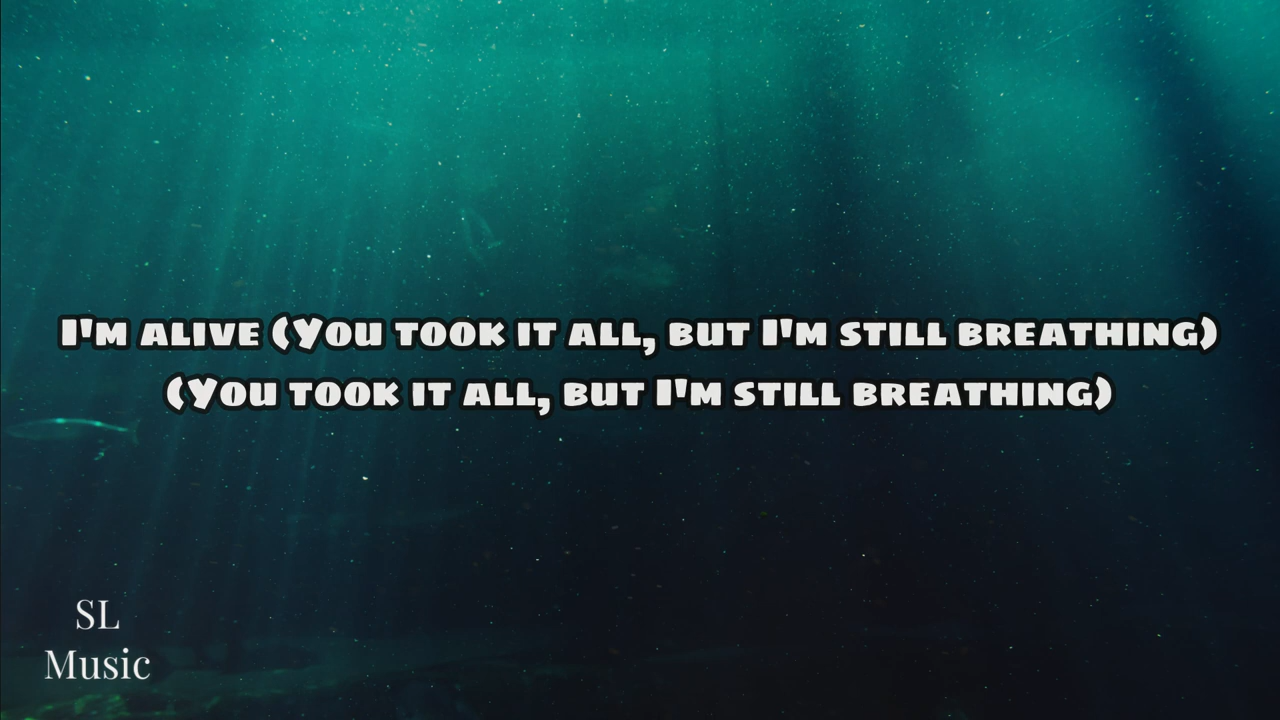 I'm alive (You took it all, but I'm still breathing)
(You took it all, but I'm still breathing)
SL
Music